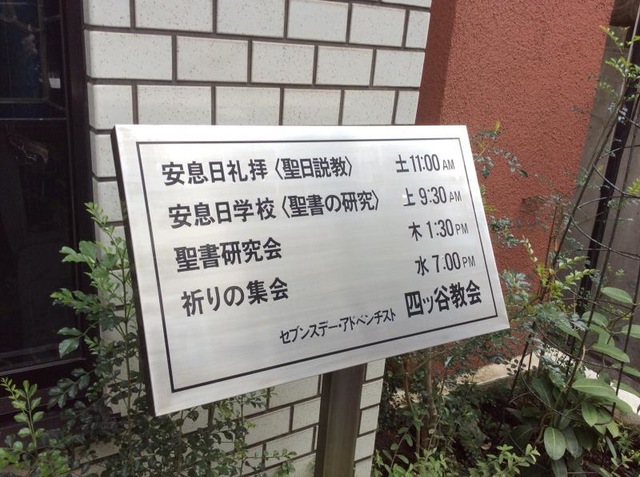 安息日礼拝〈聖日説教〉 土11:00 AM
安息日学校〈聖書の研究〉 土 9:30 AM
聖書研究会 木 1:30 PM
祈りの集会 水 7.00 PM
セブンスデー・アドベンチスト 四ッ谷教会